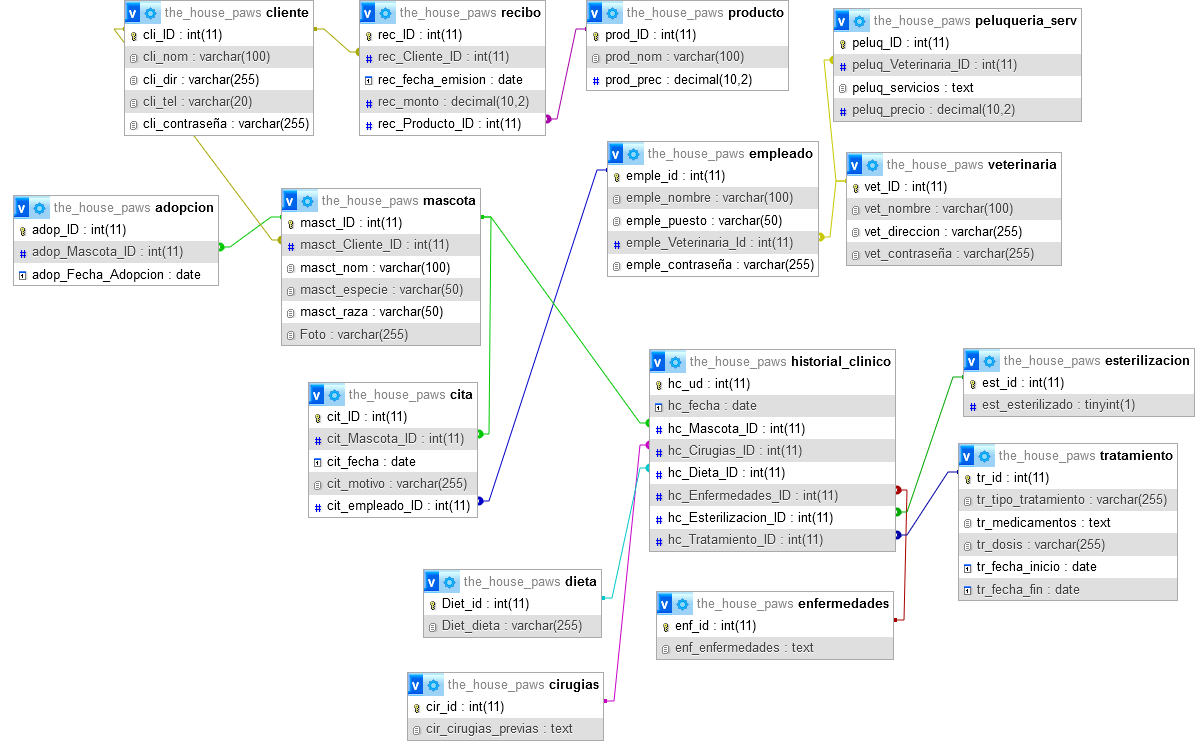 the_house_paws cliente
cli_ID : int(11)
cli_nom : varchar(100)
cli_dir : varchar(255)
cli_tel : varchar(20)
cli_contraseña : varchar(255)
the_house_paws recibo
rec_ID : int(11)
rec_Cliente_ID : int(11)
rec_fecha_emision : date
rec_monto : decimal(10,2)
rec_Producto_ID : int(11)
the_house_paws producto
prod_ID : int(11)
prod_nom : varchar(100)
prod_prec : decimal(10,2)
the_house_paws peluqueria_serv
peluq_ID : int(11)
peluq_Veterinaria_ID : int(11)
peluq_servicios : text
peluq_precio : decimal(10,2)
the_house_paws empleado
emple_id : int(11)
emple_nombre : varchar(100)
emple_puesto : varchar(50)
emple_Veterinaria_Id : int(11)
emple_contraseña : varchar(255)
the_house_paws veterinaria
vet_ID : int(11)
vet_nombre : varchar(100)
vet_direccion : varchar(255)
vet_contraseña : varchar(255)
the_house_paws adopcion
adop_ID : int(11)
adop_Mascota_ID : int(11)
adop_Fecha_Adopcion : date
the_house_paws mascota
masct_ID : int(11)
masct_Cliente_ID : int(11)
masct_nom : varchar(100)
masct_especie : varchar(50)
masct_raza : varchar(50)
Foto : varchar(255)
the_house_paws cita
cit_ID : int(11)
cit_Mascota_ID : int(11)
cit_fecha : date
cit_motivo : varchar(255)
cit_empleado_ID : int(11)
the_house_paws historial_clinico
hc_ud : int(11)
hc_fecha : date
hc_Mascota_ID : int(11)
hc_Cirugias_ID : int(11)
hc_Dieta_ID : int(11)
hc_Enfermedades_ID : int(11)
hc_Esterilizacion_ID : int(11)
hc_Tratamiento_ID : int(11)
the_house_paws esterilizacion
est_id : int(11)
est_esterilizado : tinyint(1)
the_house_paws tratamiento
tr_id : int(11)
tr_tipo_tratamiento : varchar(255)
tr_medicamentos : text
tr_dosis : varchar(255)
tr_fecha_inicio : date
tr_fecha_fin : date
the_house_paws dieta
Diet_id : int(11)
Diet_dieta : varchar(255)
the_house_paws enfermedades
enf_id : int(11)
enf_enfermedades : text
the_house_paws cirugias
cir_id : int(11)
cir_cirugias_previas : text